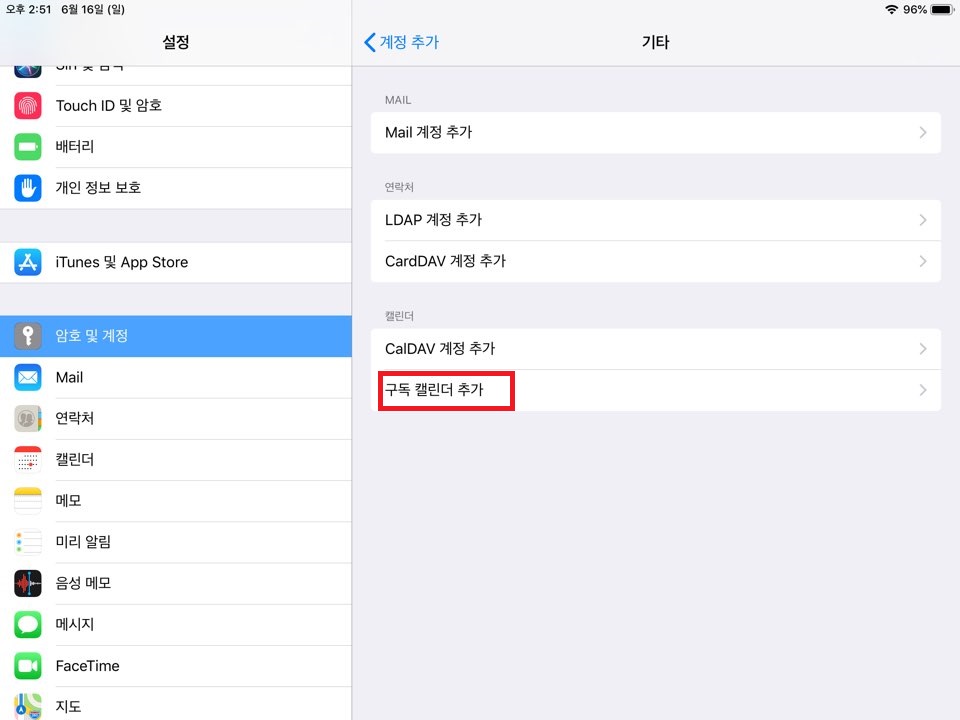 오후 2:51 6월 16일 (일)
96%
설정
계정 추가
기타
Touch ID 및 암호
배터리
개인 정보 보호
iTunes 및 App Store
암호 및 계정
Mail
연락처
캘린더
메모
미리 알림
음성 메모
메시지
FaceTime
지도
MAIL
Mail 계정 추가
연락처
LDAP 계정 추가
CardDAV 계정 추가
캘린더
CalDAV 계정 추가
구독 캘린더 추가